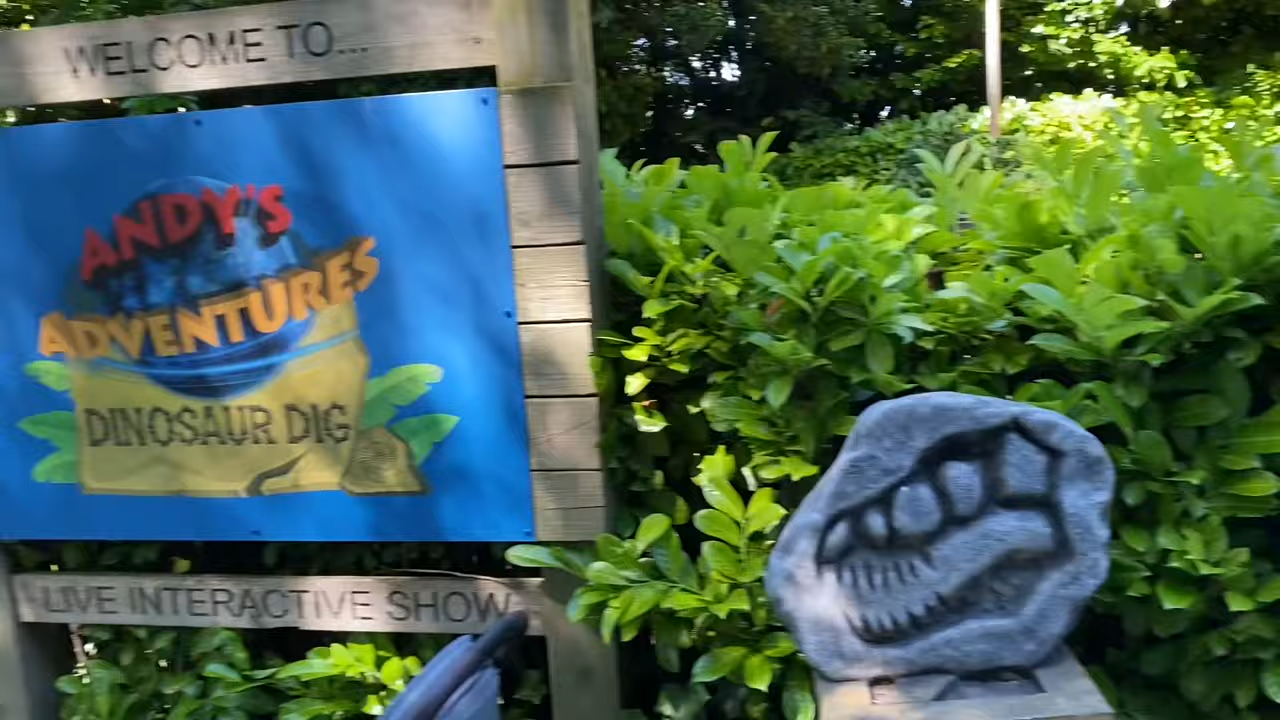 WELCOME TO...
ANDY'S
ADVENTURES
DINOSAUR DIG
LIVE INTERACTIVE SHOW